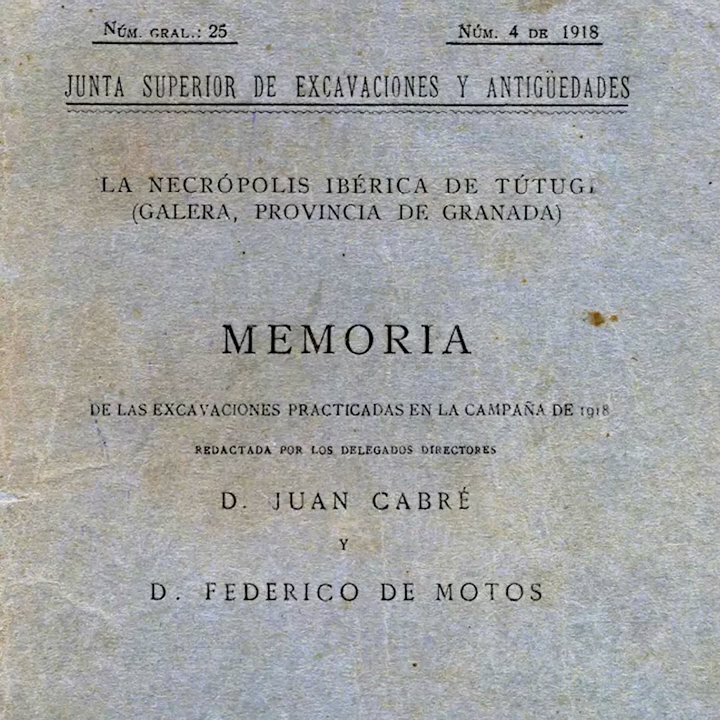 NÚM. GRAL.: 25
NÚM. 4 DE 1918
JUNTA SUPERIOR DE EXCAVACIONES Y ANTIGÜEDADES
LA NECRÓPOLIS IBÉRICA DE TÚTUGI
(GALERA, PROVINCIA DE GRANADA)
MEMORIA
DE LAS EXCAVACIONES PRACTICADAS EN LA CAMPAÑA DE 1918
REDACTADA POR LOS DELEGADOS DIRECTORES
D. JUAN CABRÉ
Y
D. FEDERICO DE MOTOS